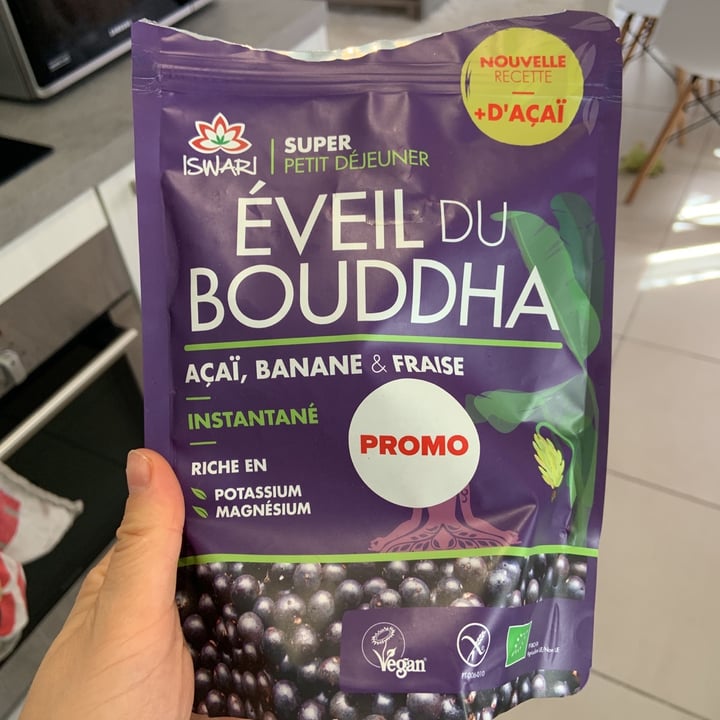 NOUVELLE
RECETTE
+D'AÇAÏ
ISWARI
SUPER
PETIT DÉJEUNER
ÉVEIL DU
BOUDDHA
AÇAÏ, BANANE & FRAISE
INSTANTANÉ
PROMO
RICHE EN
POTASSIUM
MAGNÉSIUM
Vegan